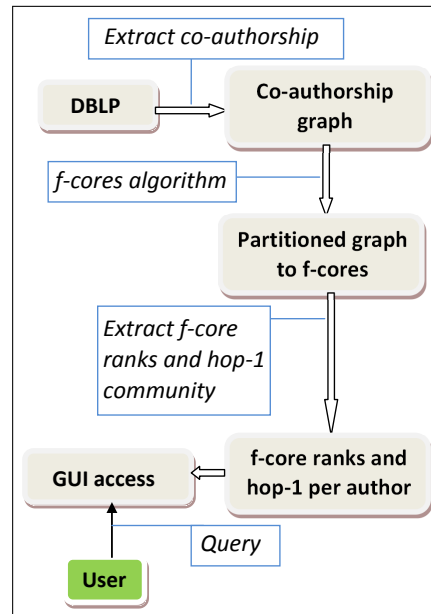 Extract co-authorship
DBLP
Co-authorship
graph
f-cores algorithm
Partitioned graph
to f-cores
Extract f-core
ranks and hop-1
community
f-core ranks and
hop-1 per author
GUI access
Query
User